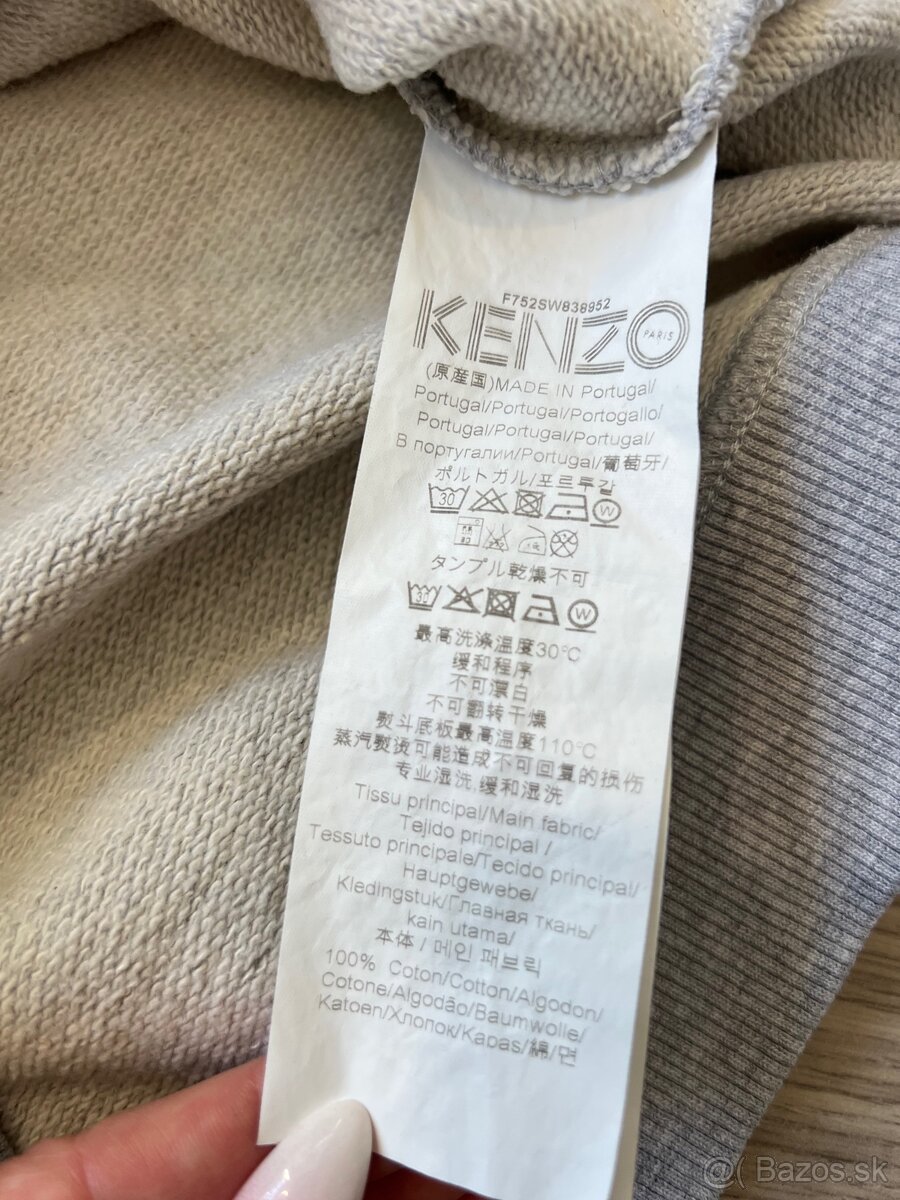 F752SW838952
KENZO
PARIS
(原産国)MADE IN Portugal/
Portugal/Portugal/Portogallo/
Portugal/Portugal/Portugal/
В португалии/Portugal/葡萄牙/
ポルトガル/포르투갈
30 W
タンブル乾燥不可
30 W
最高洗涤温度30°C
缓和程序
不可漂白
不可翻转干燥
熨斗底板最高温度110°C
蒸汽熨烫可能造成不可回复的损伤
专业湿洗,缓和湿洗
Tissu principal/Main fabric/
Tejido principal /
Tessuto principale/Tecido principal/
Hauptgewebe/
Kledingstuk/Главная ткань/
kain utama/
本体 / 메인 패브릭
100% Coton/Cotton/Algodon/
Cotone/Algodão/Baumwolle/
Katoen/Хлопок/Kapas/綿/면
@( Bazos.sk